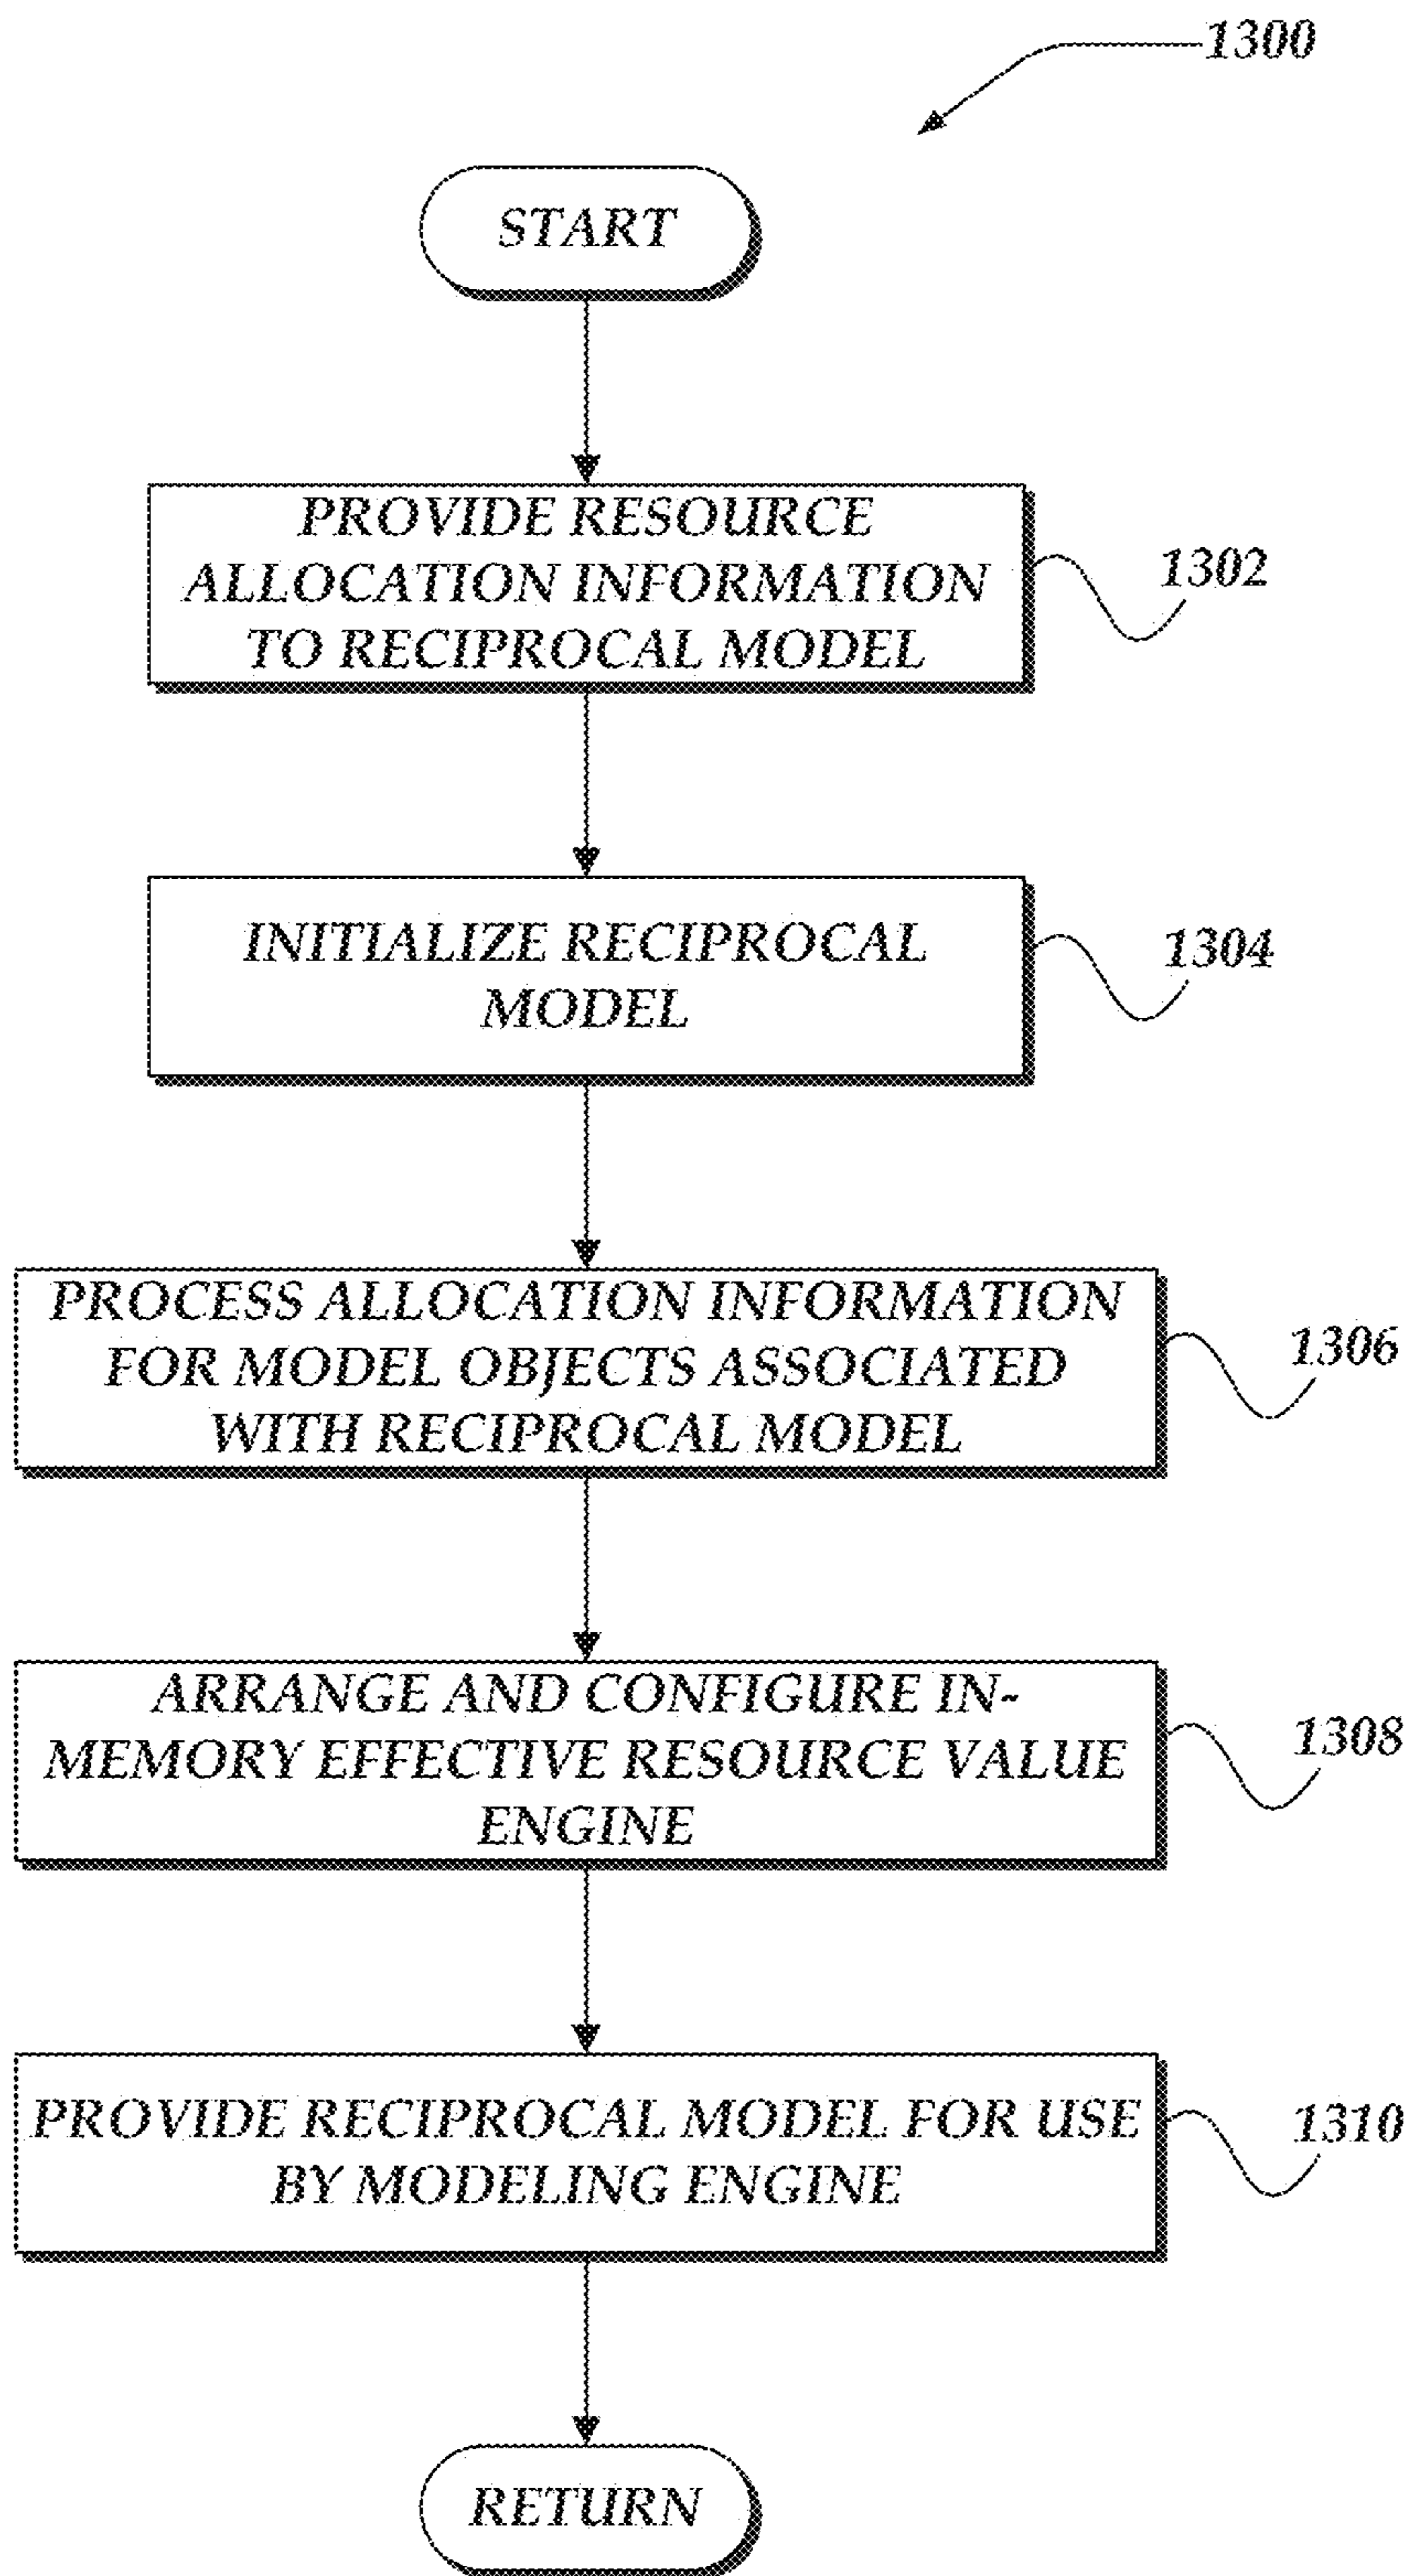 1300
START
PROVIDE RESOURCE
ALLOCATION INFORMATION
TO RECIPROCAL MODEL
1302
INITIALIZE RECIPROCAL
MODEL
1304
PROCESS ALLOCATION INFORMATION
FOR MODEL OBJECTS ASSOCIATED
WITH RECIPROCAL MODEL
1306
ARRANGE AND CONFIGURE IN-
MEMORY EFFECTIVE RESOURCE VALUE
ENGINE
1308
PROVIDE RECIPROCAL MODEL FOR USE
BY MODELING ENGINE
1310
RETURN